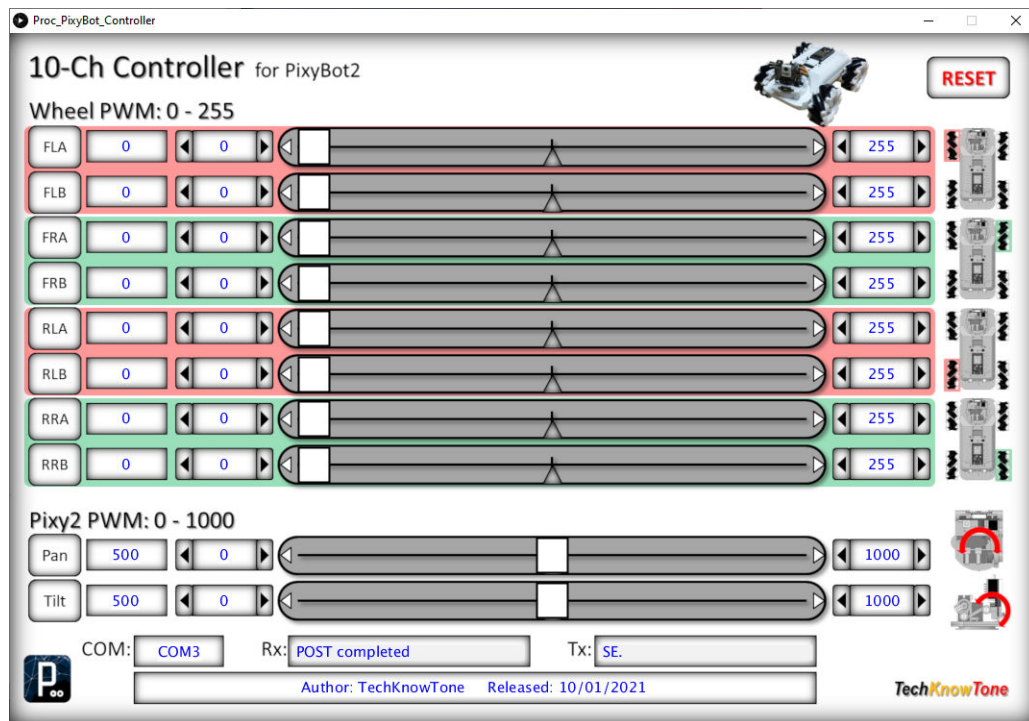 Proc_PixyBot_Controller
10-Ch Controller for PixyBot2
RESET
Wheel PWM: 0 - 255
FLA 0 0 255
FLB 0 0 255
FRA 0 0 255
FRB 0 0 255
RLA 0 0 255
RLB 0 0 255
RRA 0 0 255
RRB 0 0 255
Pixy2 PWM: 0 - 1000
Pan 500 0 1000
Tilt 500 0 1000
COM: COM3 Rx: POST completed Tx: SE.
P
Author: TechKnowTone Released: 10/01/2021
TechKnowTone